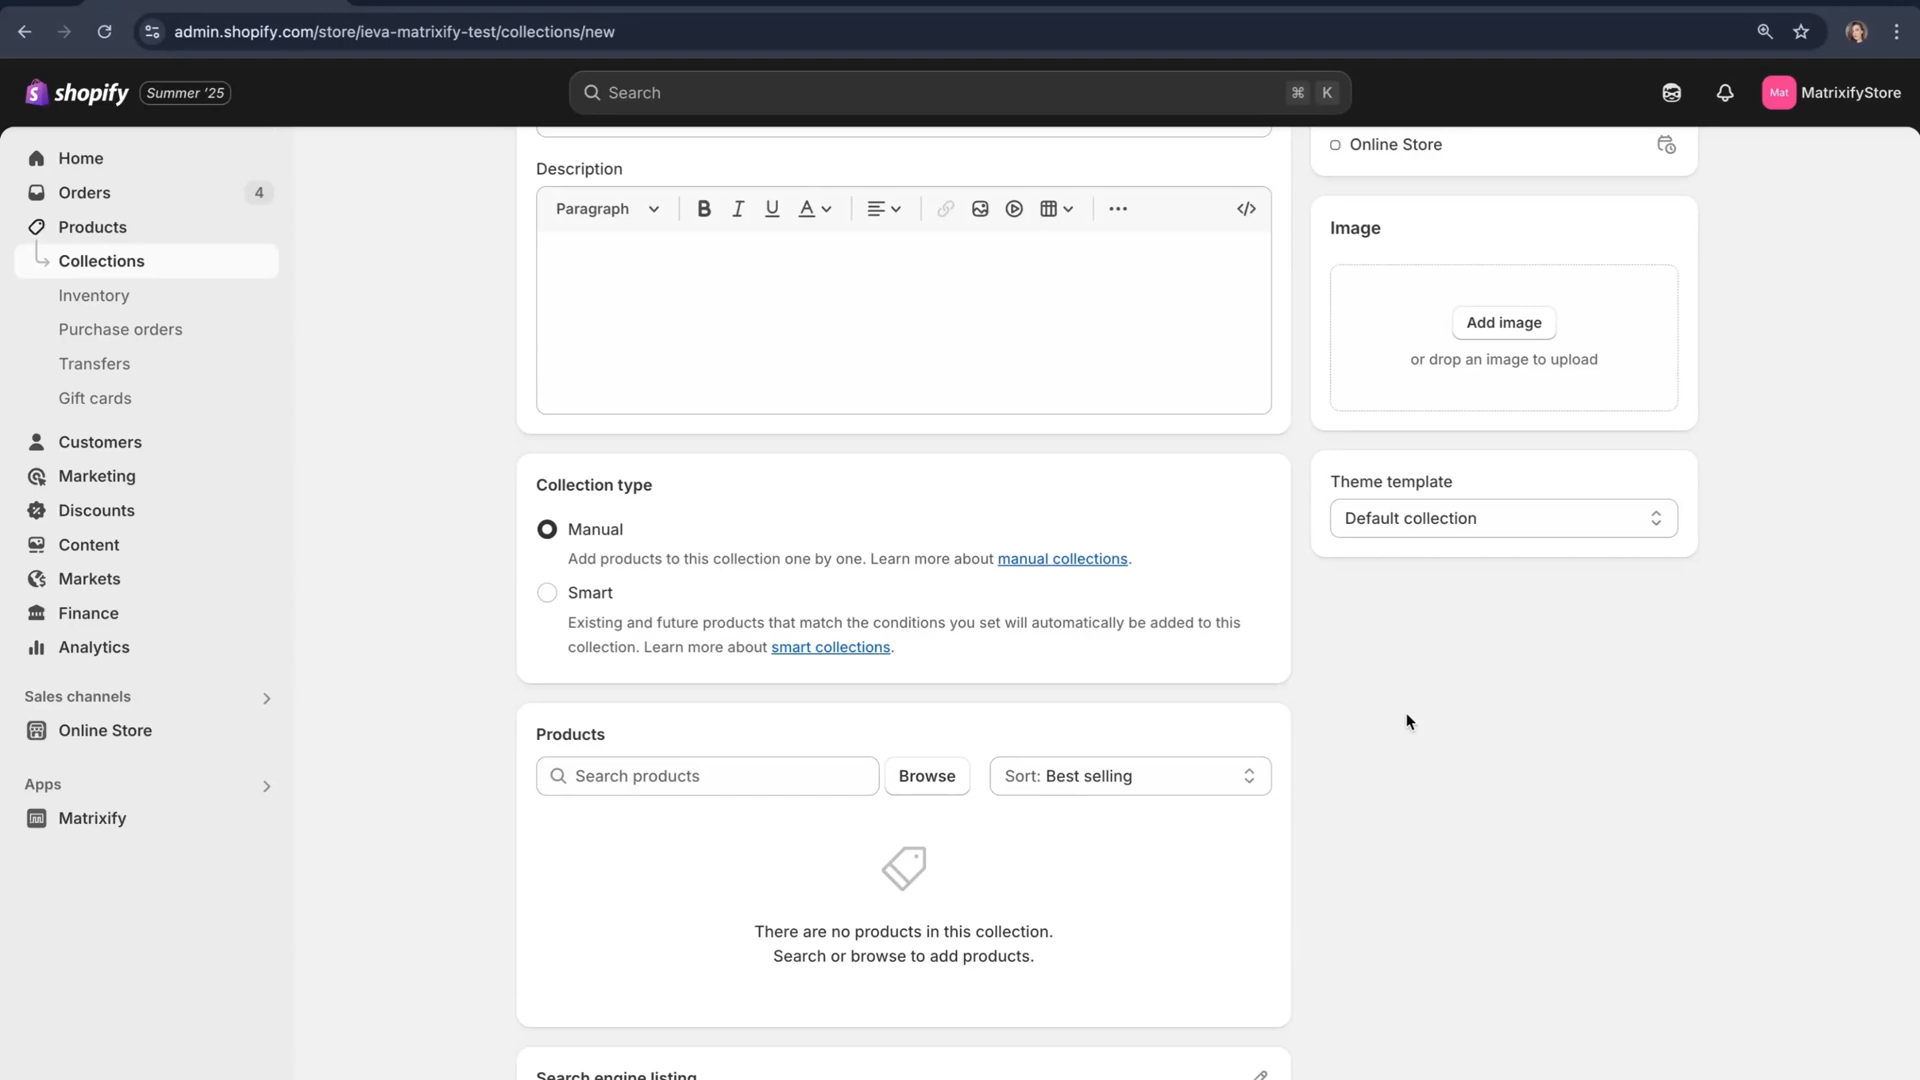 admin.shopify.com/store/ieva-matrixify-test/collections/new
shopify
Summer '25
Search
⌘ K
Mat
MatrixifyStore
Home
Orders
4
Products
Collections
Inventory
Purchase orders
Transfers
Gift cards
Customers
Marketing
Discounts
Content
Markets
Finance
Analytics
Sales channels
Online Store
Apps
Matrixify
Description
Paragraph
B I U A
Collection type
Manual
Add products to this collection one by one. Learn more about manual collections.
Smart
Existing and future products that match the conditions you set will automatically be added to this
collection. Learn more about smart collections.
Products
Search products
Browse
Sort: Best selling
There are no products in this collection.
Search or browse to add products.
Search engine listing
Online Store
Image
Add image
or drop an image to upload
Theme template
Default collection